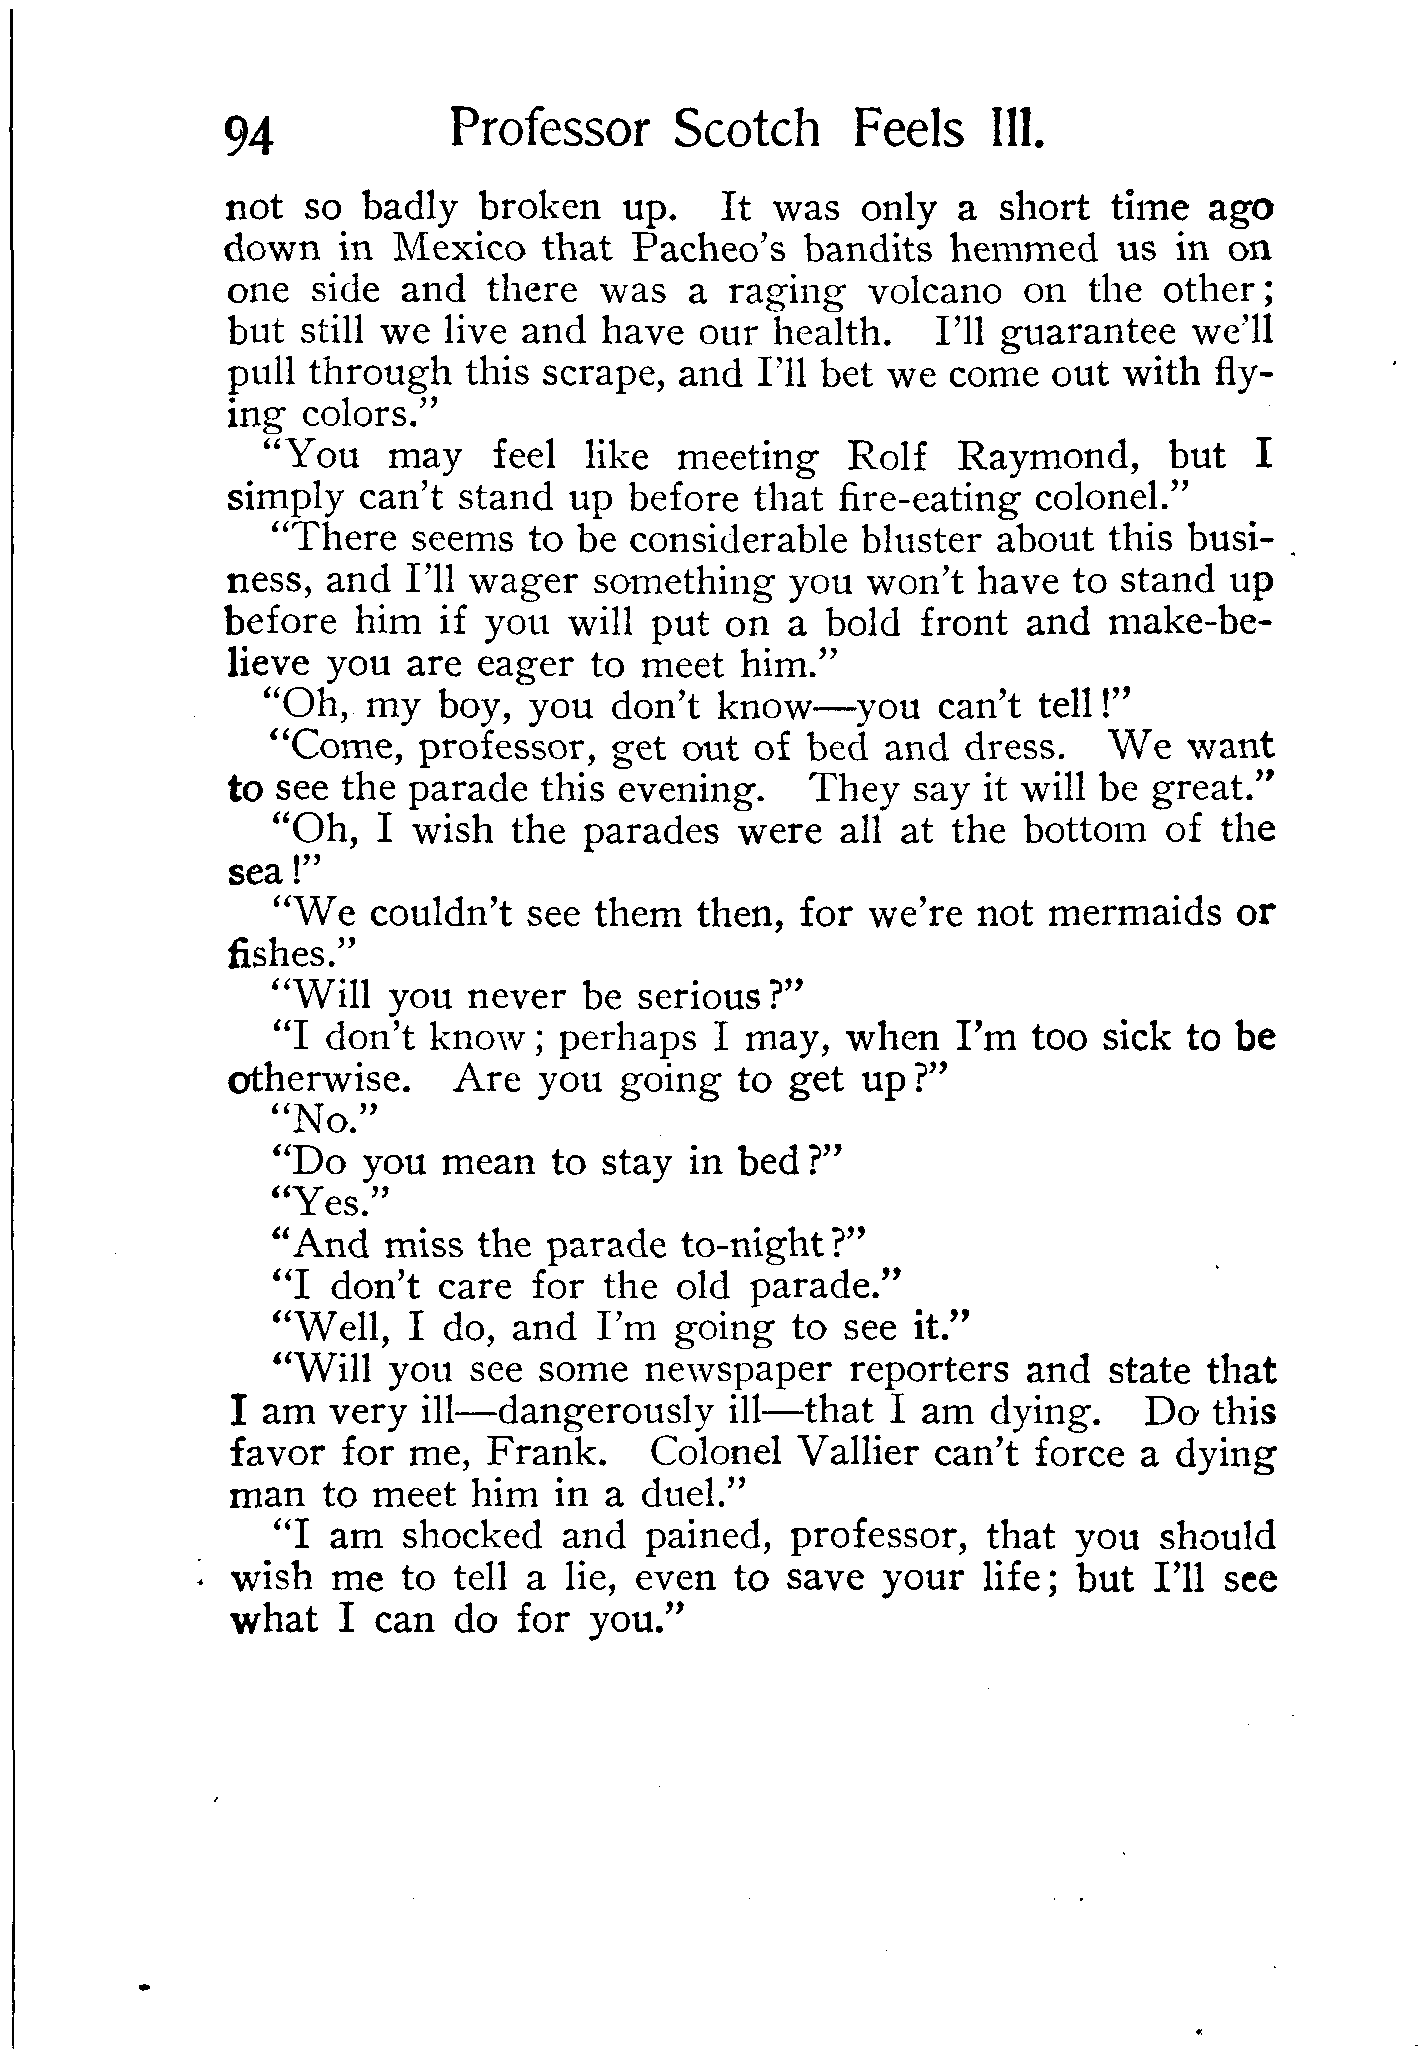 94 Professor Scotch Feels Ill.
not so badly broken up. It was only a short time ago
down in Mexico that Pacheo's bandits hemmed us in on
one side and there was a raging volcano on the other;
but still we live and have our health. I'll guarantee we'll
pull through this scrape, and I'll bet we come out with fly-
ing colors."
"You may feel like meeting Rolf Raymond, but I
simply can't stand up before that fire-eating colonel."
"There seems to be considerable bluster about this busi-
ness, and I'll wager something you won't have to stand up
before him if you will put on a bold front and make-be-
lieve you are eager to meet him."
"Oh, my boy, you don't know—you can't tell!"
"Come, professor, get out of bed and dress. We want
to see the parade this evening. They say it will be great."
"Oh, I wish the parades were all at the bottom of the
sea!"
"We couldn't see them then, for we're not mermaids or
fishes."
"Will you never be serious?"
"I don't know; perhaps I may, when I'm too sick to be
otherwise. Are you going to get up?"
"No."
"Do you mean to stay in bed?"
"Yes."
"And miss the parade to-night?"
"I don't care for the old parade."
"Well, I do, and I'm going to see it."
"Will you see some newspaper reporters and state that
I am very ill—dangerously ill—that I am dying. Do this
favor for me, Frank. Colonel Vallier can't force a dying
man to meet him in a duel."
"I am shocked and pained, professor, that you should
wish me to tell a lie, even to save your life; but I'll see
what I can do for you."